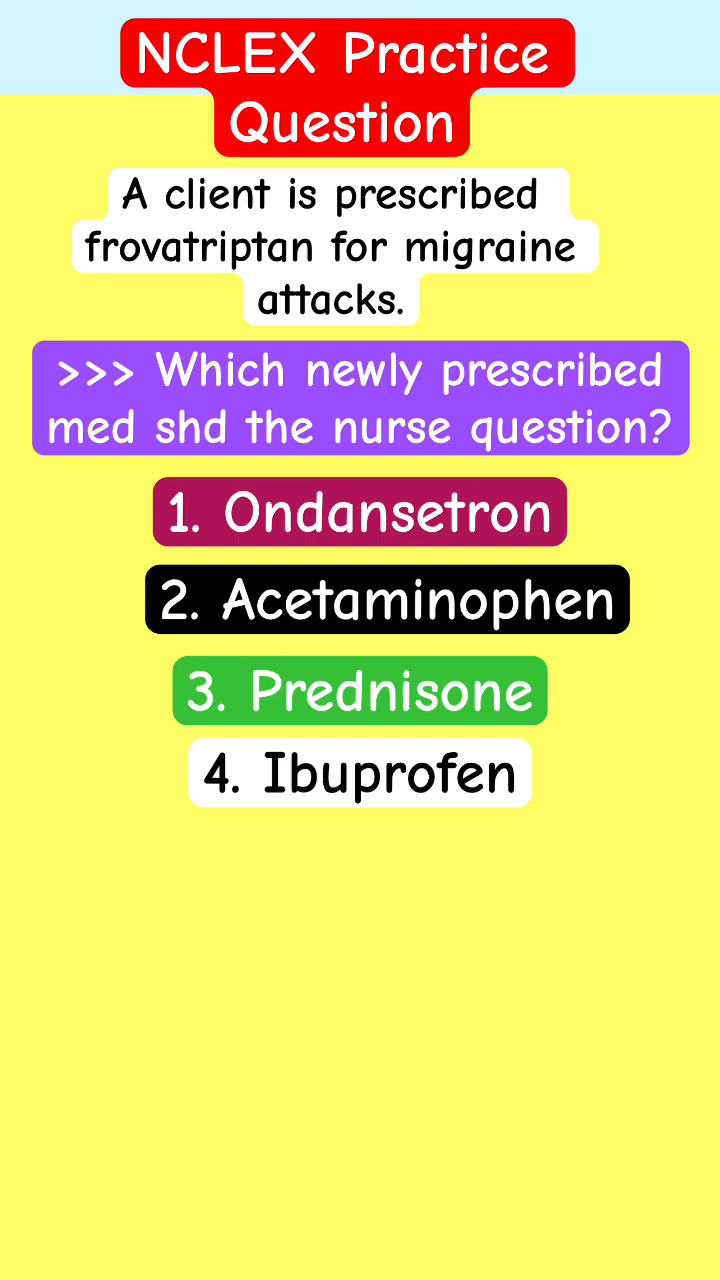 NCLEX Practice
Question
A client is prescribed
frovatriptan for migraine
attacks.
>>> Which newly prescribed
med shd the nurse question?
1. Ondansetron
2. Acetaminophen
3. Prednisone
4. Ibuprofen